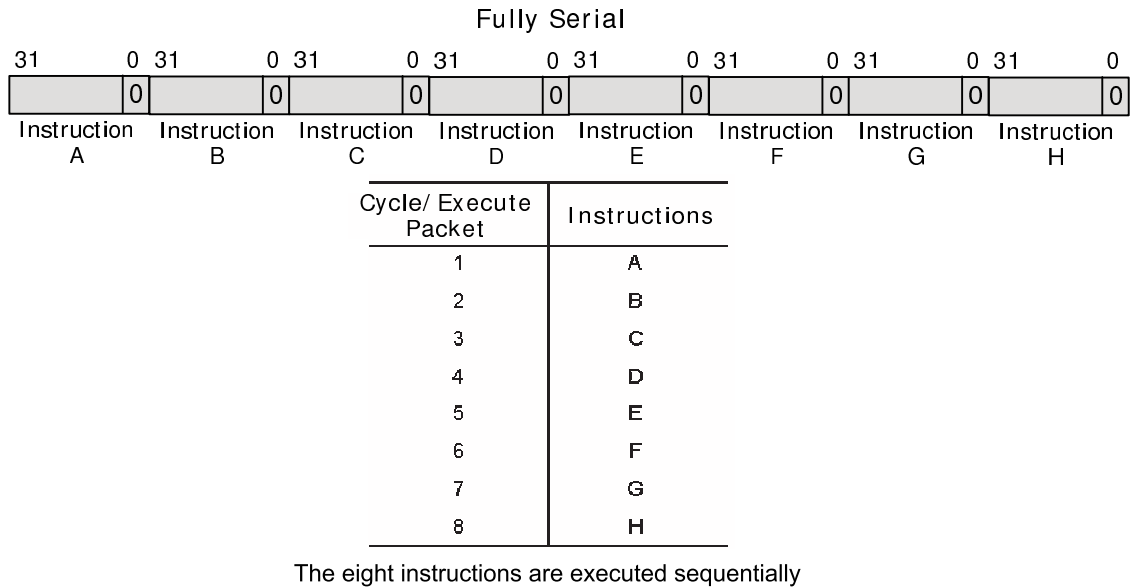 Fully Serial
31 0 31 0 31 0 31 0 31 0 31 0 31 0 31 0
0 0 0 0 0 0 0 0
Instruction Instruction Instruction Instruction Instruction Instruction Instruction Instruction
A B C D E F G H
Cycle/ Execute Packet Instructions
1 A
2 B
3 C
4 D
5 E
6 F
7 G
8 H
The eight instructions are executed sequentially